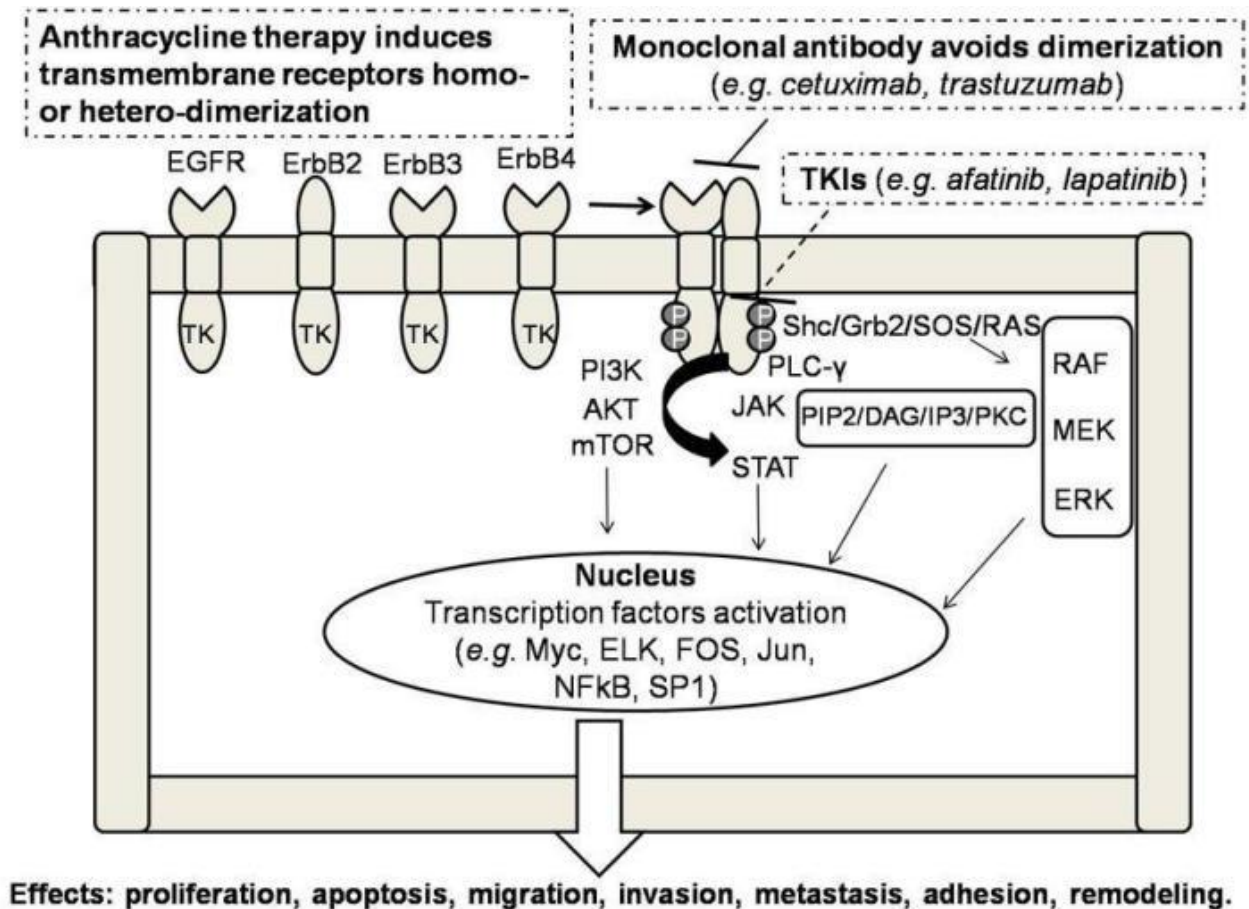 Anthracycline therapy induces
transmembrane receptors homo-
or hetero-dimerization
Monoclonal antibody avoids dimerization
(e.g. cetuximab, trastuzumab)
EGFR
ErbB2
ErbB3
ErbB4
TKIs (e.g. afatinib, lapatinib)
TK
TK
TK
TK
P
P
P
P
Shc/Grb2/SOS/RAS
PLC-γ
PI3K
AKT
mTOR
JAK
STAT
PIP2/DAG/IP3/PKC
RAF
MEK
ERK
Nucleus
Transcription factors activation
(e.g. Myc, ELK, FOS, Jun,
NFkB, SP1)
Effects: proliferation, apoptosis, migration, invasion, metastasis, adhesion, remodeling.